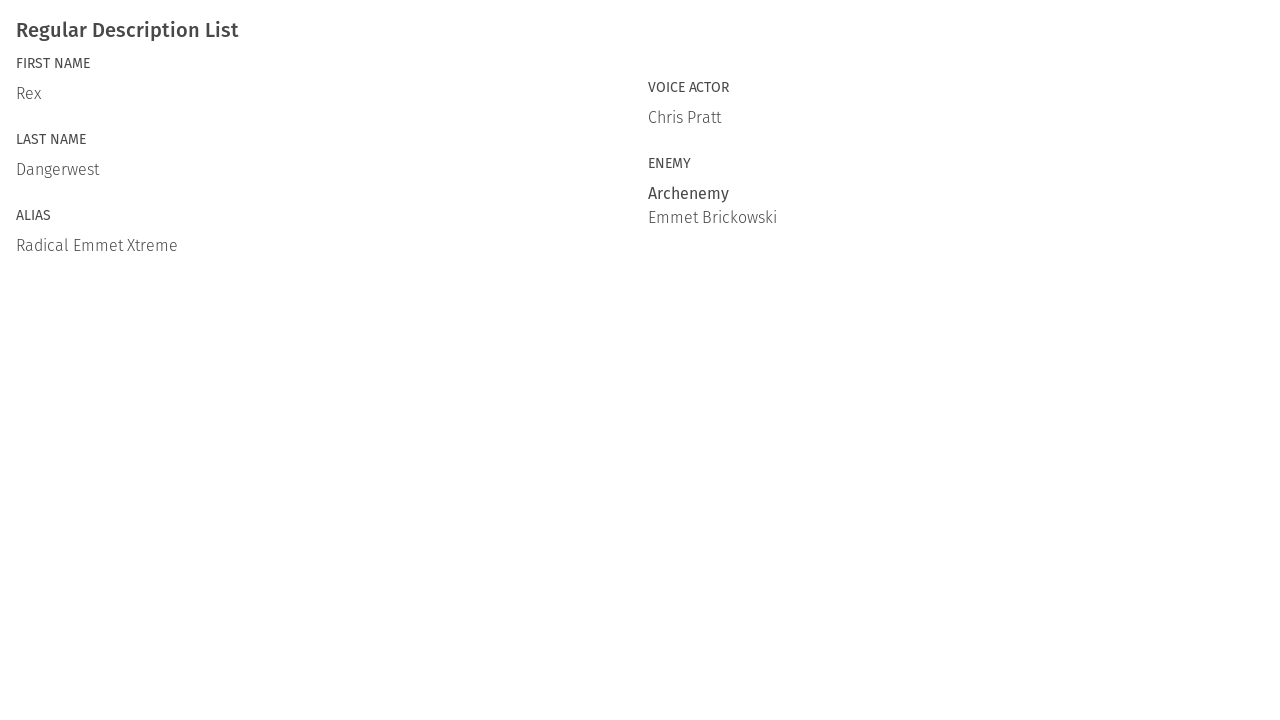 Regular Description List
FIRST NAME
Rex
LAST NAME
Dangerwest
ALIAS
Radical Emmet Xtreme
VOICE ACTOR
Chris Pratt
ENEMY
Archenemy
Emmet Brickowski